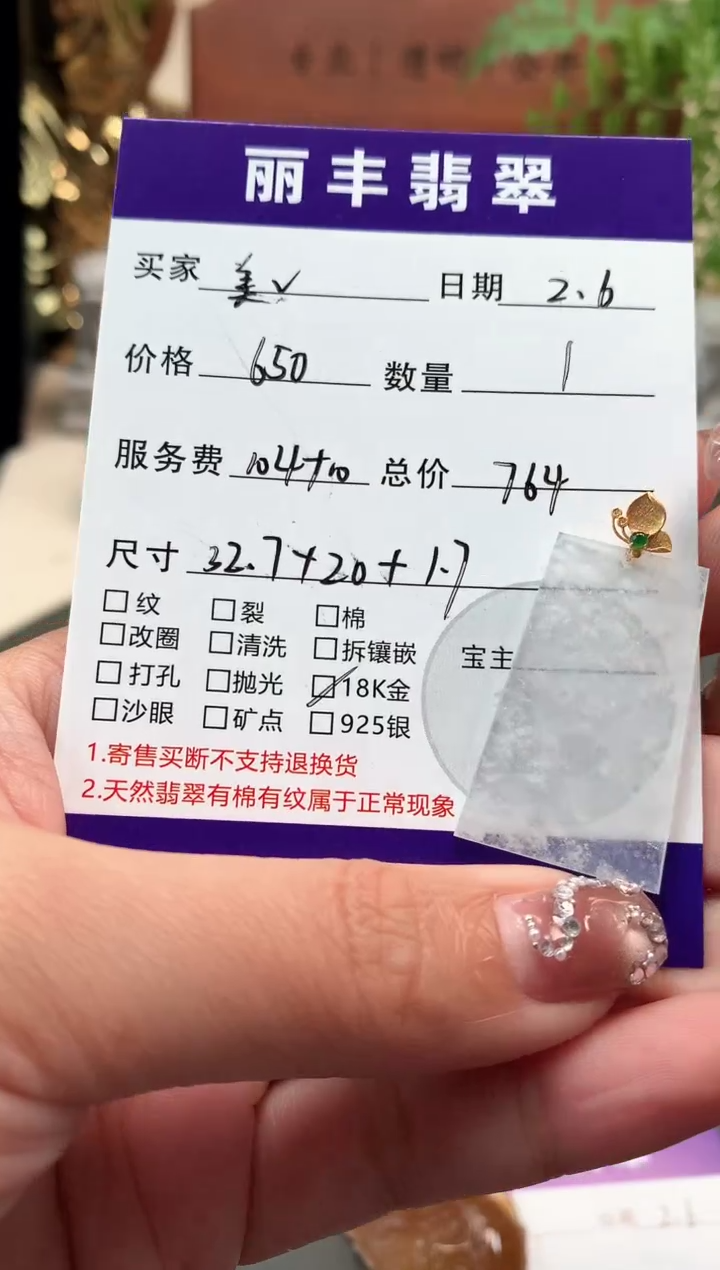 丽丰翡翠
买家 美✓ 日期 2.6
价格 650 数量 1
服务费 104+10 总价 764
尺寸 32.7+20+1.7
□纹 □裂 □棉
□改圈 □清洗 □拆镶嵌
□打孔 □抛光 ☑18K金 宝主
□沙眼 □矿点 □925银
1.寄售买断不支持退换货
2.天然翡翠有棉有纹属于正常现象